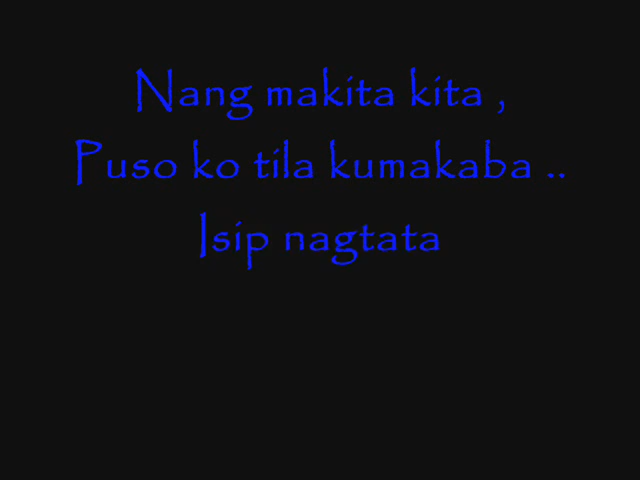 Nang makita kita ,
Puso ko tila kumakaba ..
Isip nagtata